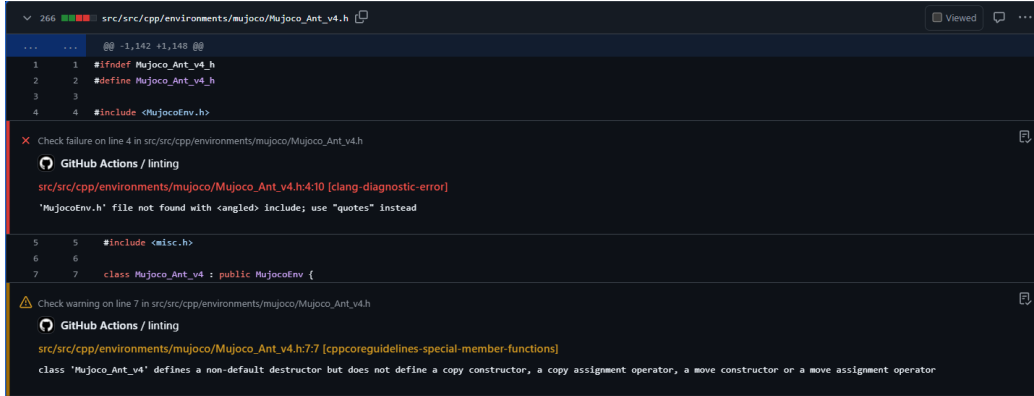 266 src/src/cpp/environments/mujoco/Mujoco_Ant_v4.h Viewed ...
... ... @@ -1,142 +1,148 @@
1 1 #ifndef Mujoco_Ant_v4_h
2 2 #define Mujoco_Ant_v4_h
3 3
4 4 #include <MujocoEnv.h>
Check failure on line 4 in src/src/cpp/environments/mujoco/Mujoco_Ant_v4.h
GitHub Actions / linting
src/src/cpp/environments/mujoco/Mujoco_Ant_v4.h:4:10 [clang-diagnostic-error]
'MujocoEnv.h' file not found with <angled> include; use "quotes" instead
5 5 #include <misc.h>
6 6
7 7 class Mujoco_Ant_v4 : public MujocoEnv {
Check warning on line 7 in src/src/cpp/environments/mujoco/Mujoco_Ant_v4.h
GitHub Actions / linting
src/src/cpp/environments/mujoco/Mujoco_Ant_v4.h:7:7 [cppcoreguidelines-special-member-functions]
class 'Mujoco_Ant_v4' defines a non-default destructor but does not define a copy constructor, a copy assignment operator, a move constructor or a move assignment operator